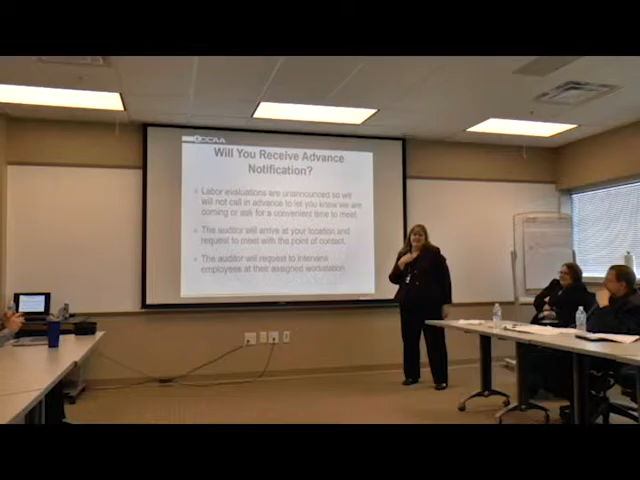 Will You Receive Advance
Notification?
Labor evaluations are unannounced so we
will not call in advance to let you know we are
coming or ask for a convenient time to meet.
The auditor will arrive at your location and
request to meet with the point of contact.
The auditor will request to interview
employees at their assigned workstation.